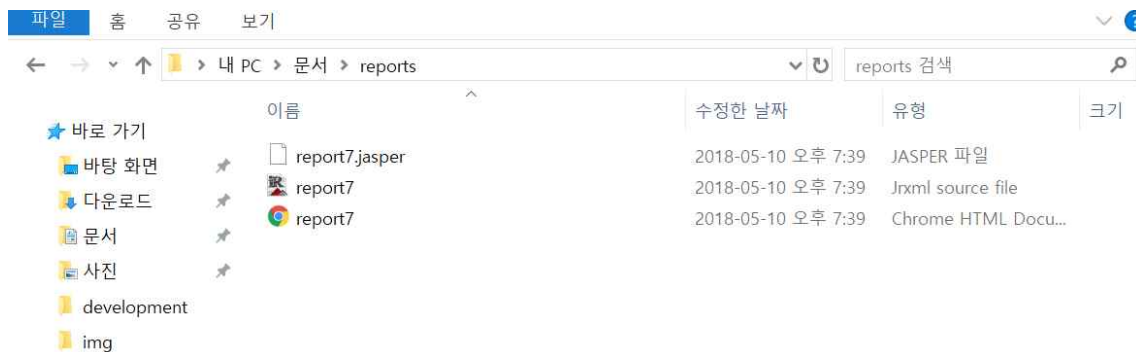 파일 홈 공유 보기
내 PC > 문서 > reports reports 검색
이름 수정한 날짜 유형 크기
바로 가기
report7.jasper 2018-05-10 오후 7:39 JASPER 파일
바탕 화면
report7 2018-05-10 오후 7:39 Jrxml source file
다운로드
report7 2018-05-10 오후 7:39 Chrome HTML Docu...
문서
사진
development
img